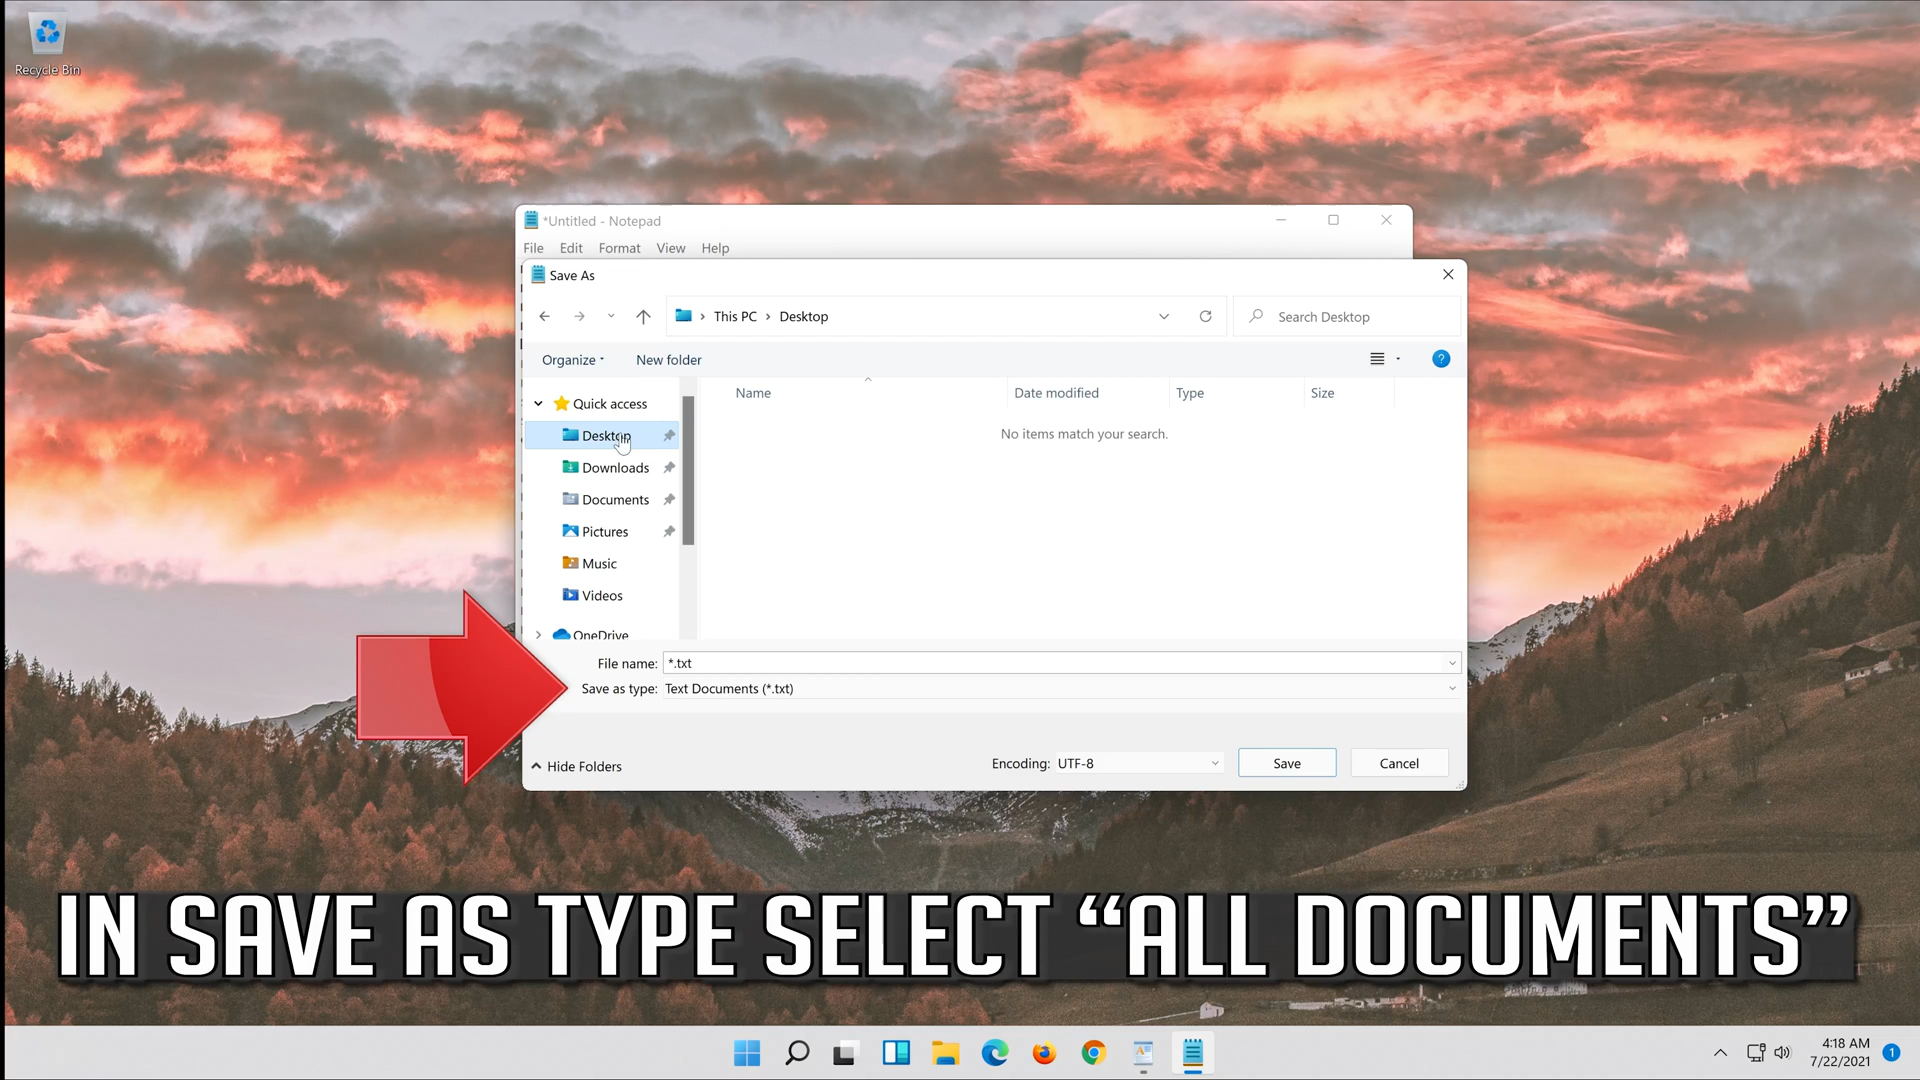 Recycle Bin
*Untitled - Notepad
File Edit Format View Help
Save As
This PC > Desktop
Search Desktop
Organize New folder
Name Date modified Type Size
No items match your search.
Quick access
Desktop
Downloads
Documents
Pictures
Music
Videos
OneDrive
File name: *.txt
Save as type: Text Documents (*.txt)
Hide Folders
Encoding: UTF-8
Save
Cancel
IN SAVE AS TYPE SELECT “ALL DOCUMENTS”
4:18 AM
7/22/2021
1